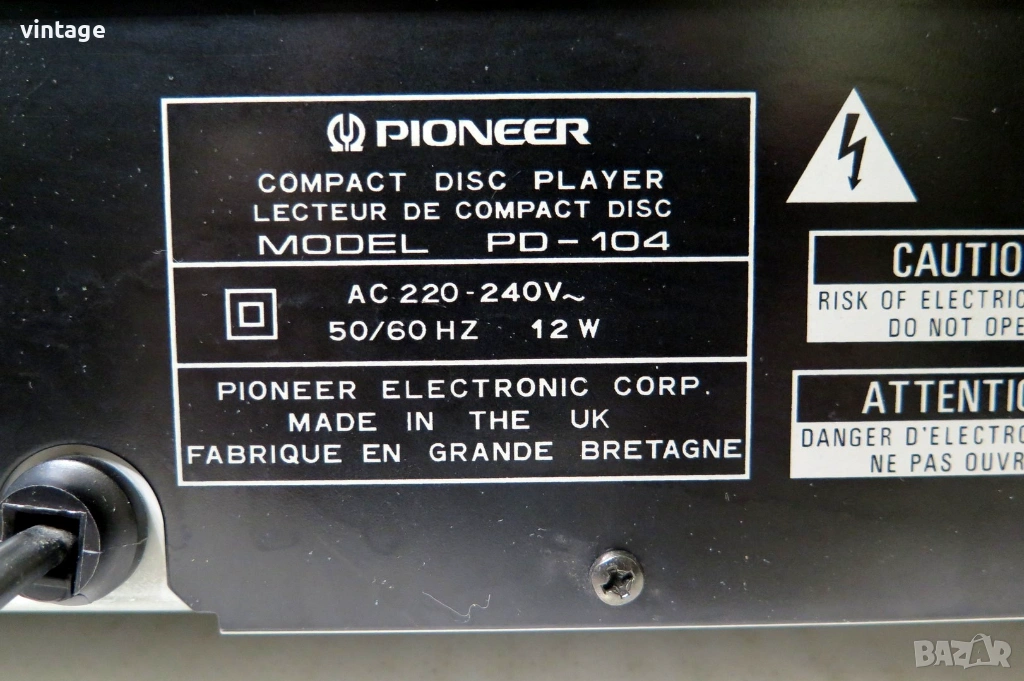 vintage
PIONEER
COMPACT DISC PLAYER
LECTEUR DE COMPACT DISC
MODEL PD-104
AC 220-240V~
50/60 HZ 12 W
PIONEER ELECTRONIC CORP.
MADE IN THE UK
FABRIQUE EN GRANDE BRETAGNE
CAUTIO
RISK OF ELECTRIC
DO NOT OPE
ATTENTIO
DANGER D'ELECTRO
NE PAS OUVR
BAZAR